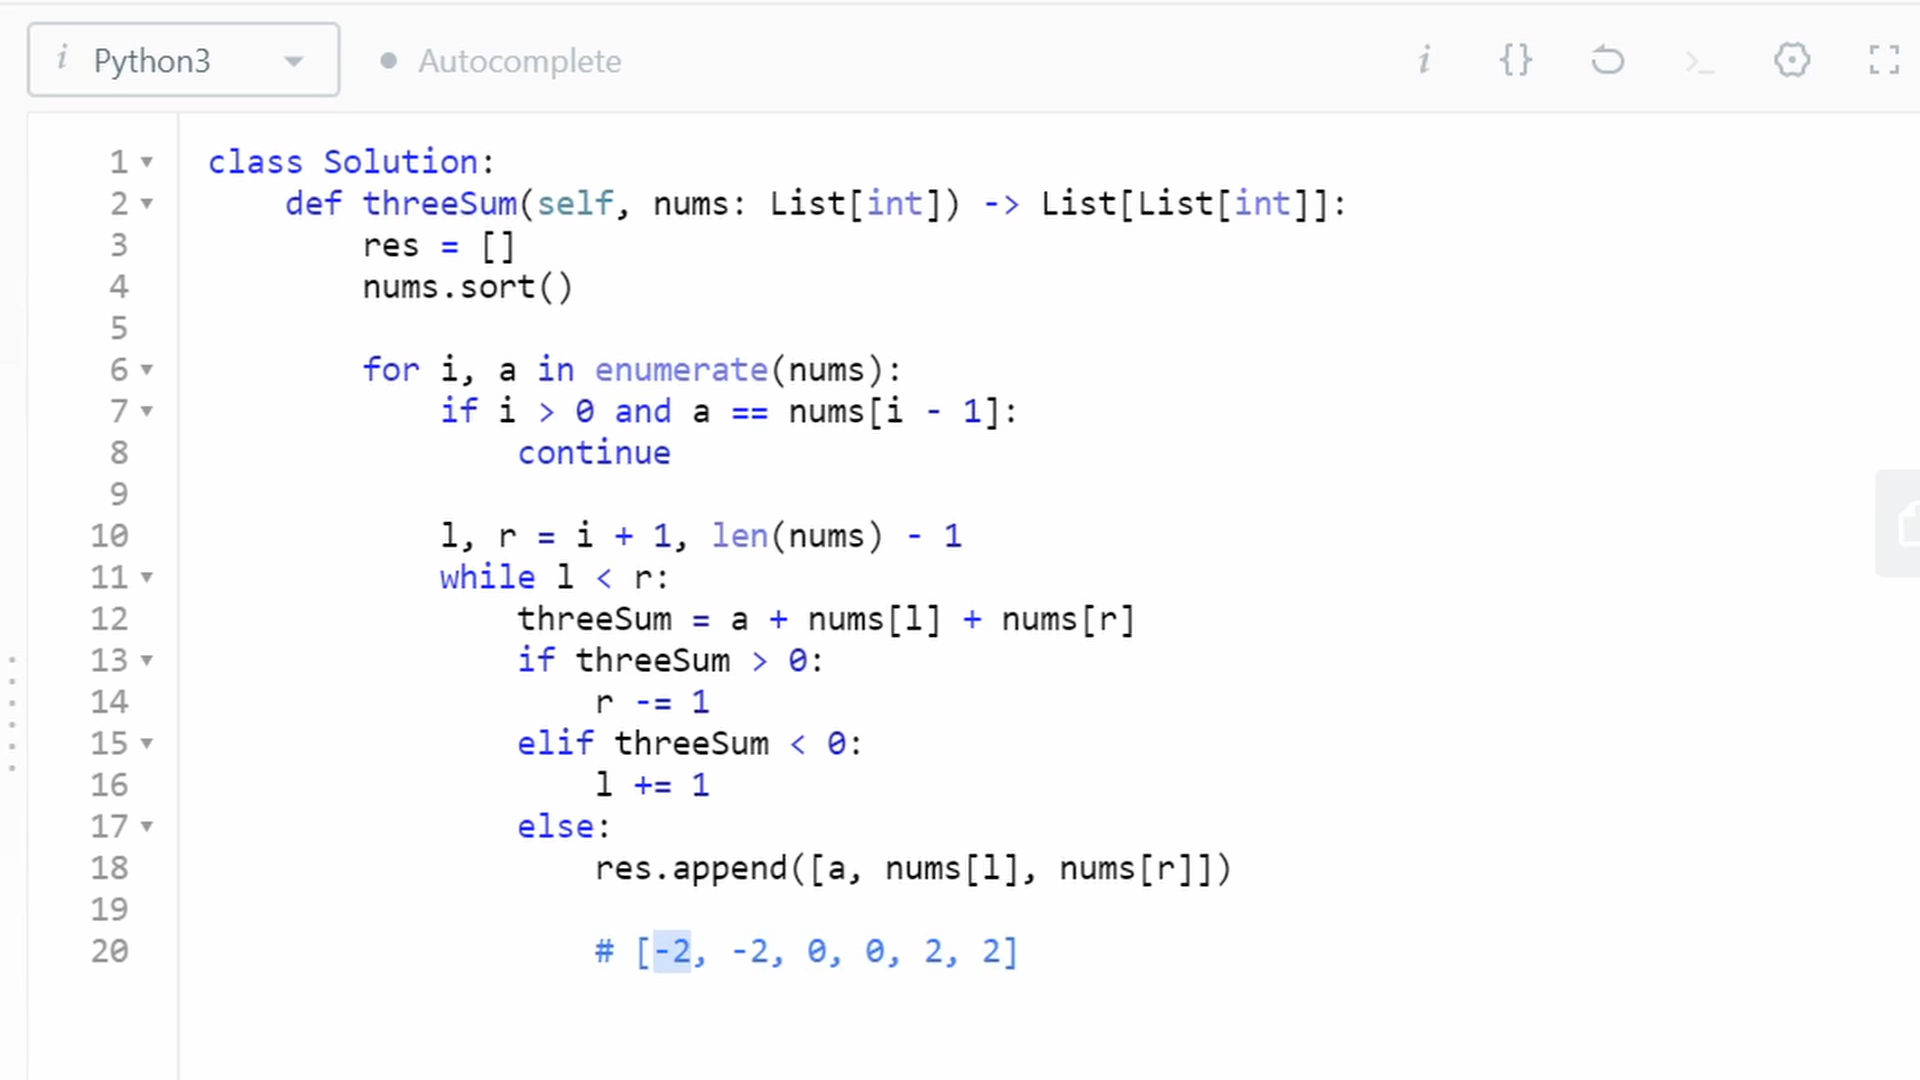 i Python3 Autocomplete i {} >_
1 class Solution:
2 def threeSum(self, nums: List[int]) -> List[List[int]]:
3 res = []
4 nums.sort()
5
6 for i, a in enumerate(nums):
7 if i > 0 and a == nums[i - 1]:
8 continue
9
10 l, r = i + 1, len(nums) - 1
11 while l < r:
12 threeSum = a + nums[l] + nums[r]
13 if threeSum > 0:
14 r -= 1
15 elif threeSum < 0:
16 l += 1
17 else:
18 res.append([a, nums[l], nums[r]])
19
20 # [-2, -2, 0, 0, 2, 2]